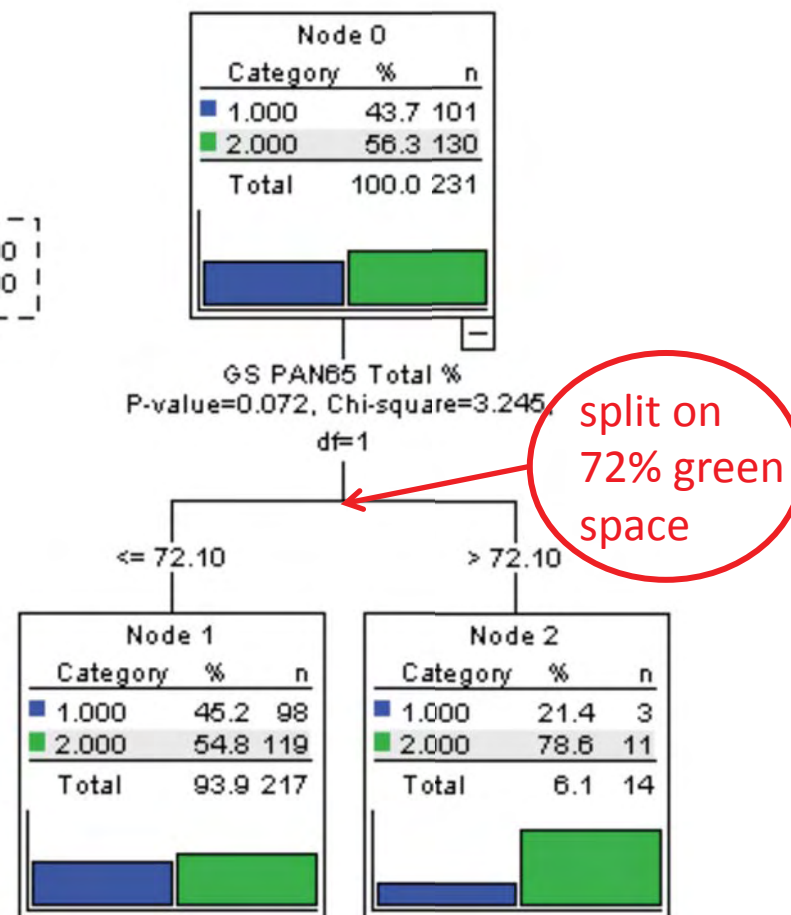 Node 0
Category % n
1.000 43.7 101
2.000 56.3 130
Total 100.0 231
0
0
GS PAN65 Total %
P-value=0.072, Chi-square=3.245,
df=1
split on
72% green
space
<= 72.10
> 72.10
Node 1
Category % n
1.000 45.2 98
2.000 54.8 119
Total 93.9 217
Node 2
Category % n
1.000 21.4 3
2.000 78.6 11
Total 6.1 14